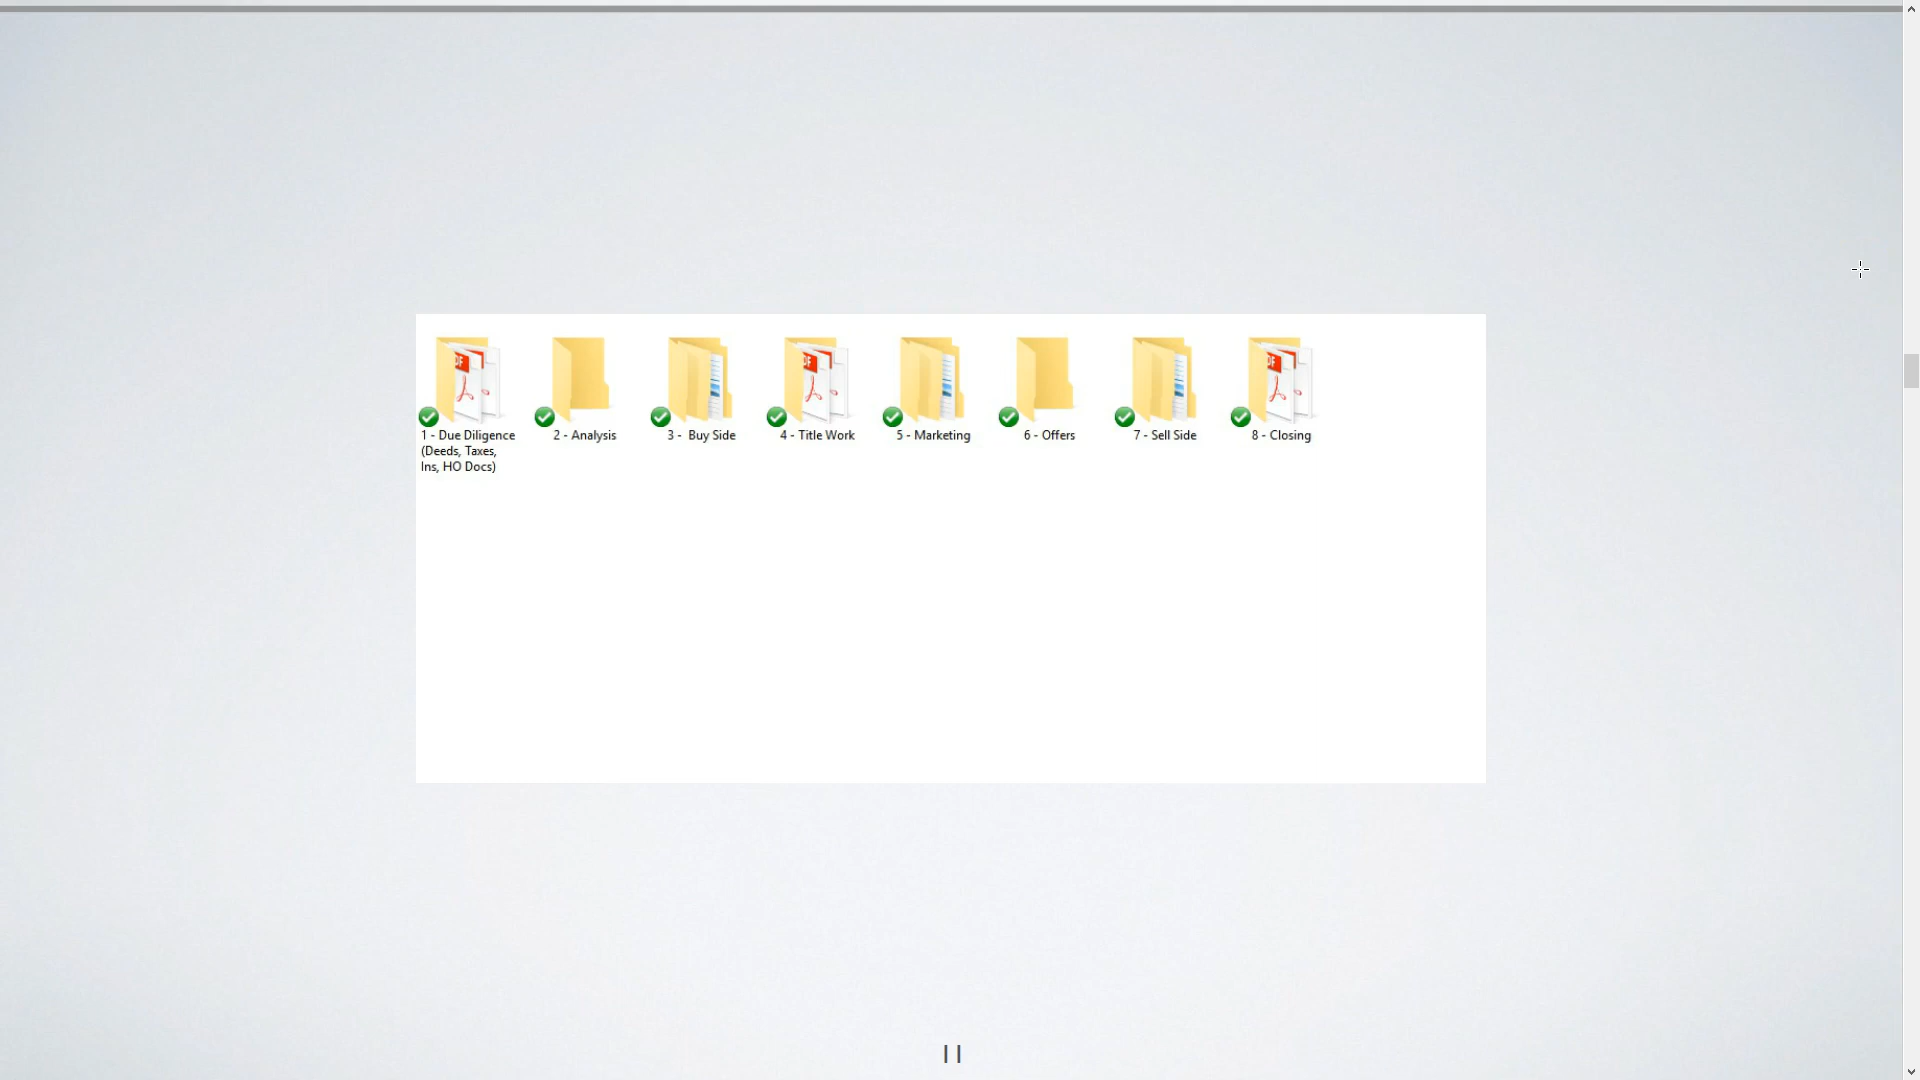 1 - Due Diligence
(Deeds, Taxes,
Ins, HO Docs)
2 - Analysis
3 -  Buy Side
4 - Title Work
5 - Marketing
6 - Offers
7 - Sell Side
8 - Closing